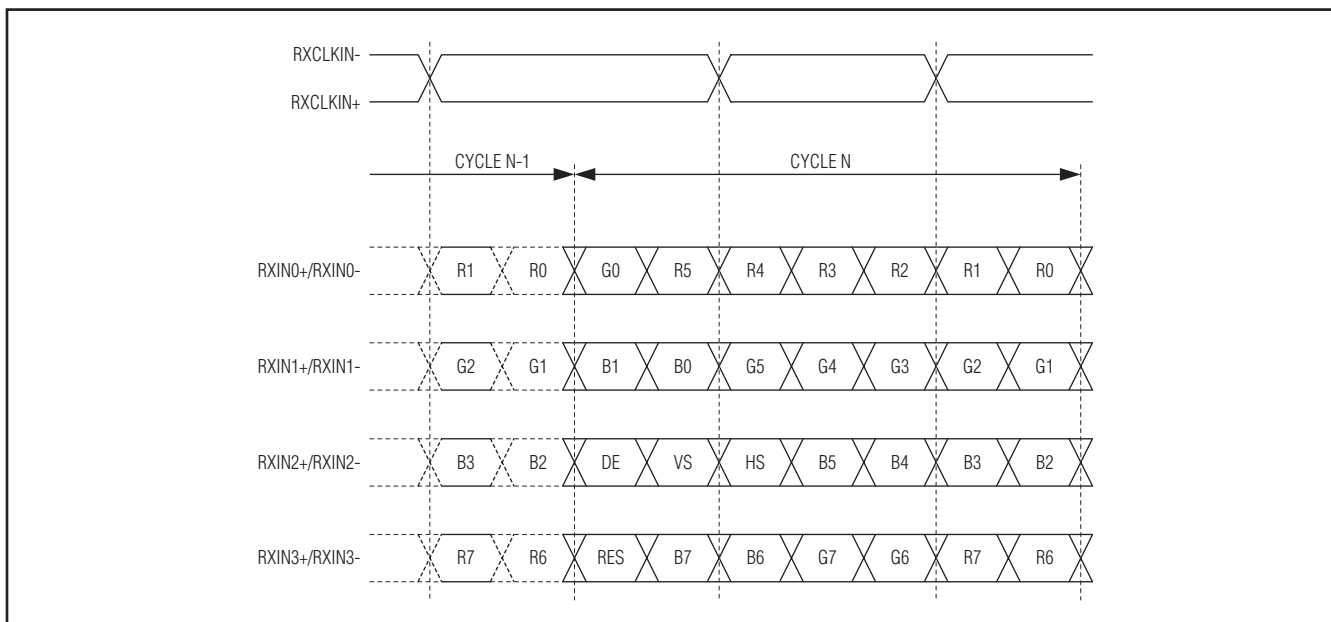 RXCLKIN-
RXCLKIN+
CYCLE N-1 CYCLE N
RXIN0+/RXIN0- R1 R0 G0 R5 R4 R3 R2 R1 R0
RXIN1+/RXIN1- G2 G1 B1 B0 G5 G4 G3 G2 G1
RXIN2+/RXIN2- B3 B2 DE VS HS B5 B4 B3 B2
RXIN3+/RXIN3- R7 R6 RES B7 B6 G7 G6 R7 R6